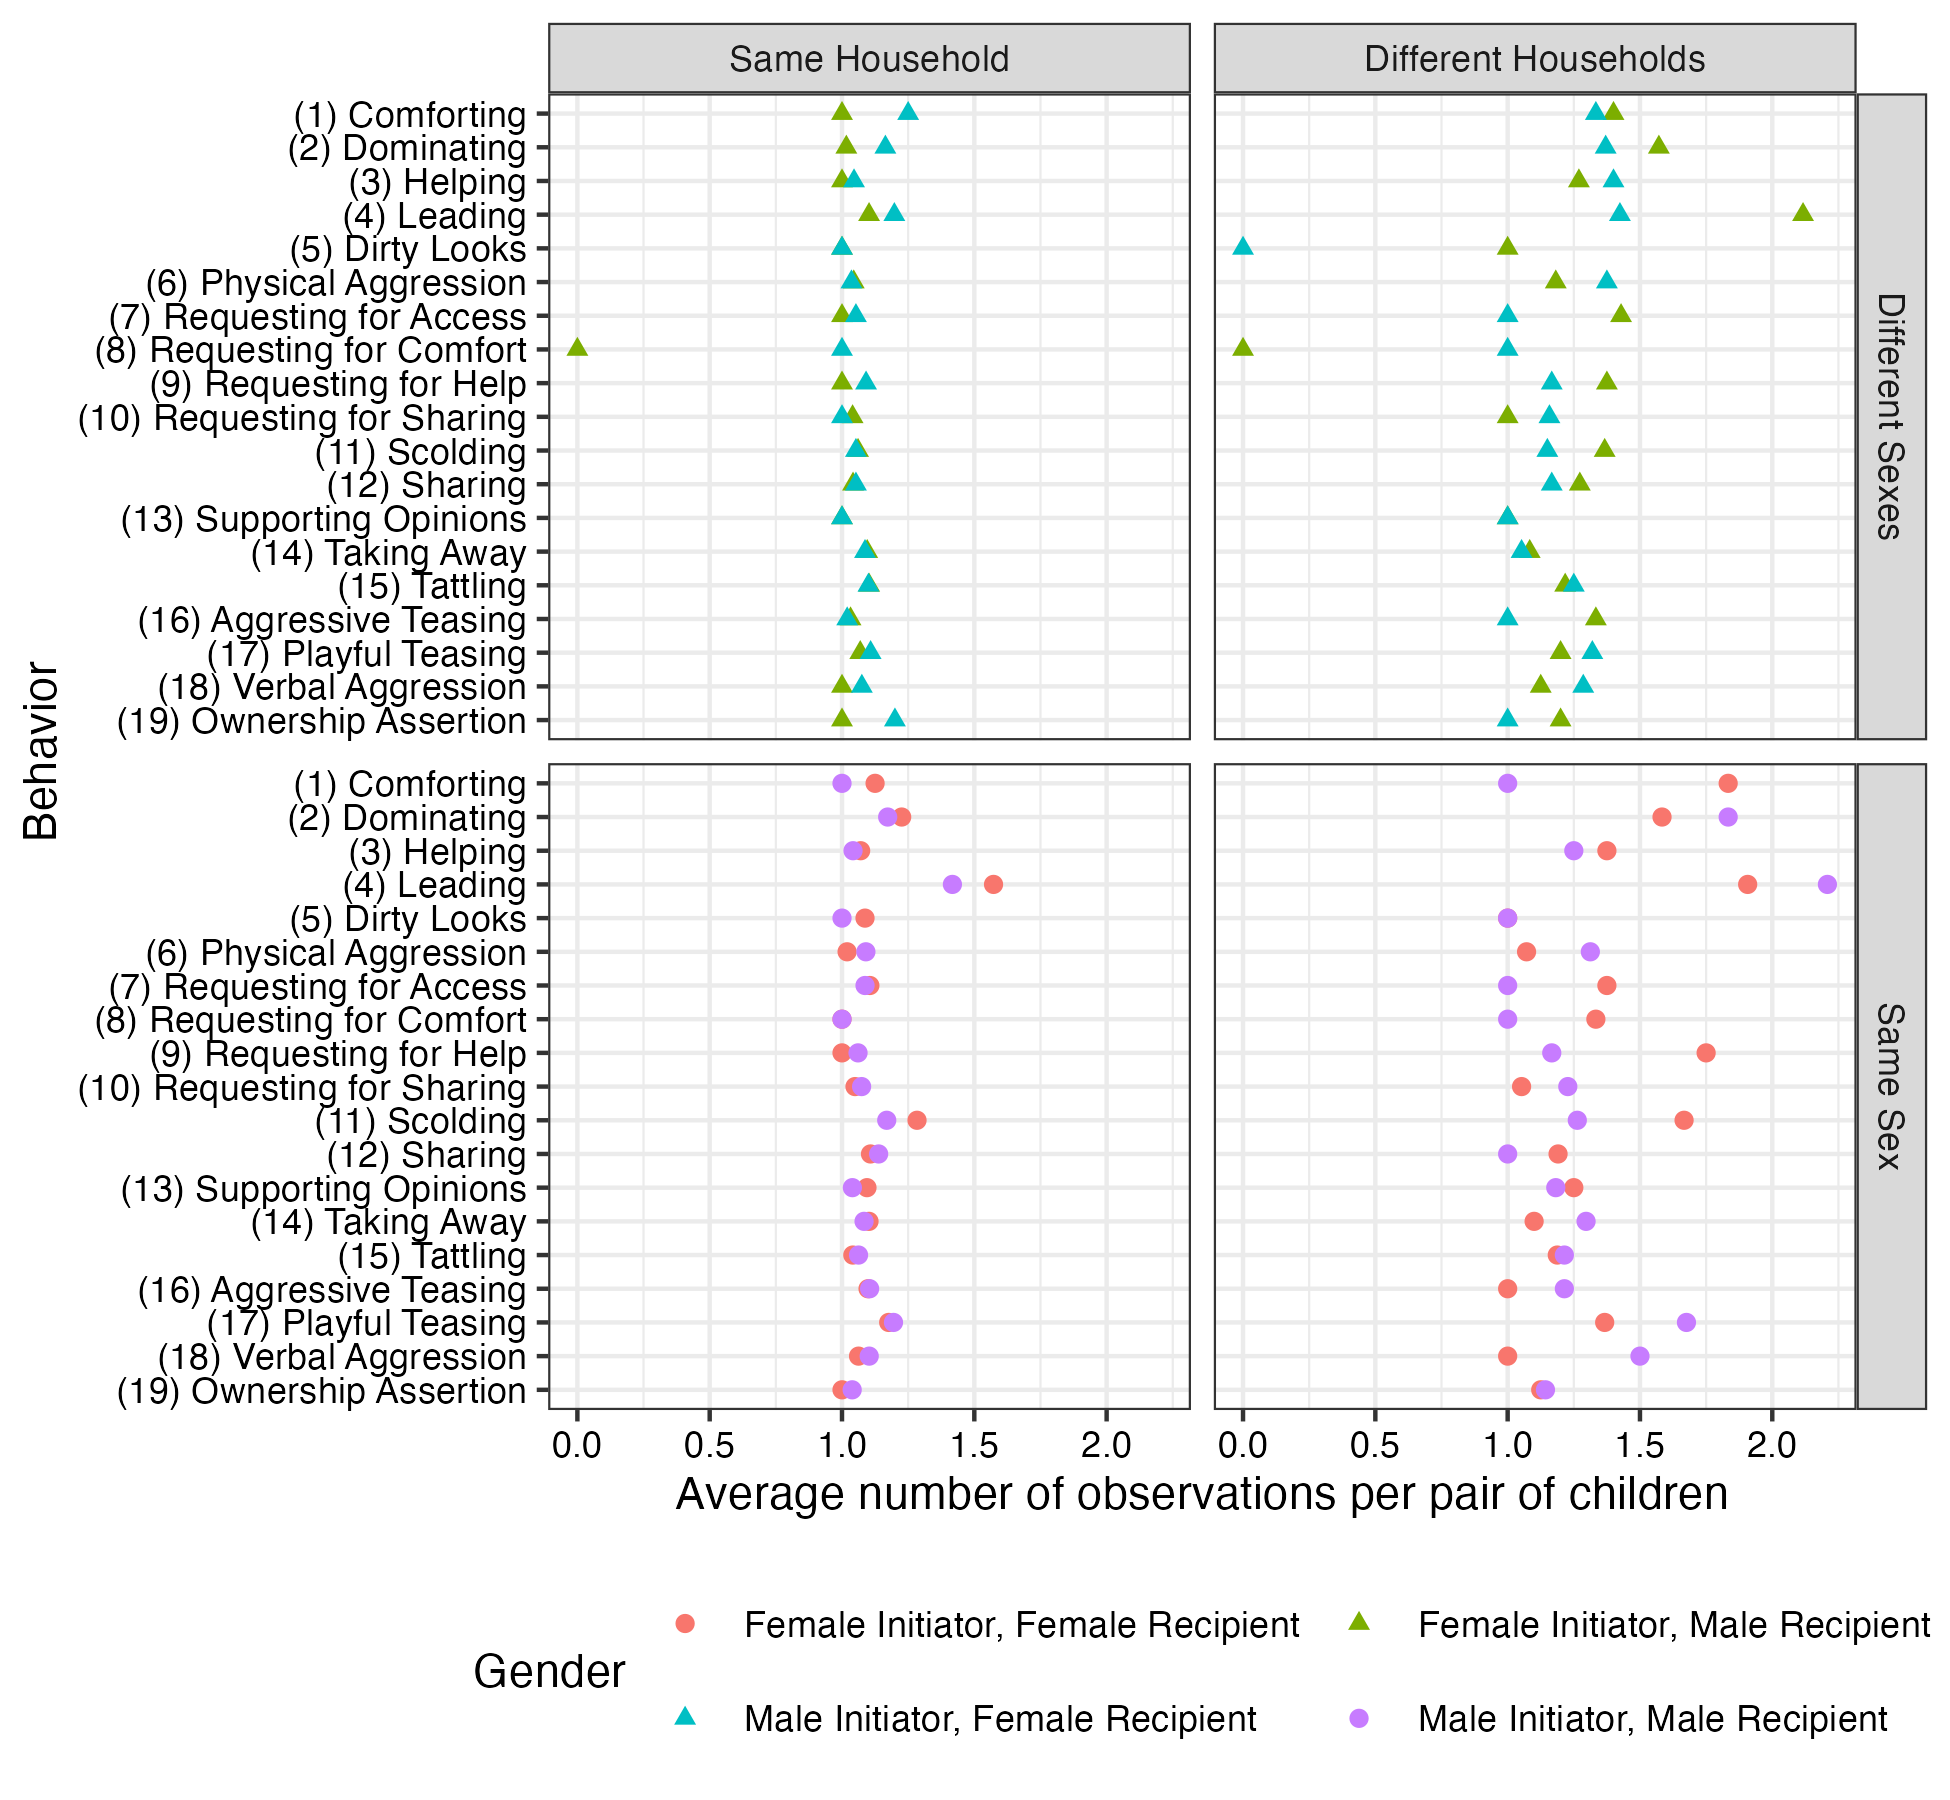 Same Household
Different Households
(1) Comforting
(2) Dominating
(3) Helping
(4) Leading
(5) Dirty Looks
(6) Physical Aggression
(7) Requesting for Access
(8) Requesting for Comfort
(9) Requesting for Help
(10) Requesting for Sharing
(11) Scolding
(12) Sharing
(13) Supporting Opinions
(14) Taking Away
(15) Tattling
(16) Aggressive Teasing
(17) Playful Teasing
(18) Verbal Aggression
(19) Ownership Assertion
Different Sexes
Behavior
(1) Comforting
(2) Dominating
(3) Helping
(4) Leading
(5) Dirty Looks
(6) Physical Aggression
(7) Requesting for Access
(8) Requesting for Comfort
(9) Requesting for Help
(10) Requesting for Sharing
(11) Scolding
(12) Sharing
(13) Supporting Opinions
(14) Taking Away
(15) Tattling
(16) Aggressive Teasing
(17) Playful Teasing
(18) Verbal Aggression
(19) Ownership Assertion
Same Sex
0.0 0.5 1.0 1.5 2.0 0.0 0.5 1.0 1.5 2.0
Average number of observations per pair of children
Gender
Female Initiator, Female Recipient
Female Initiator, Male Recipient
Male Initiator, Female Recipient
Male Initiator, Male Recipient